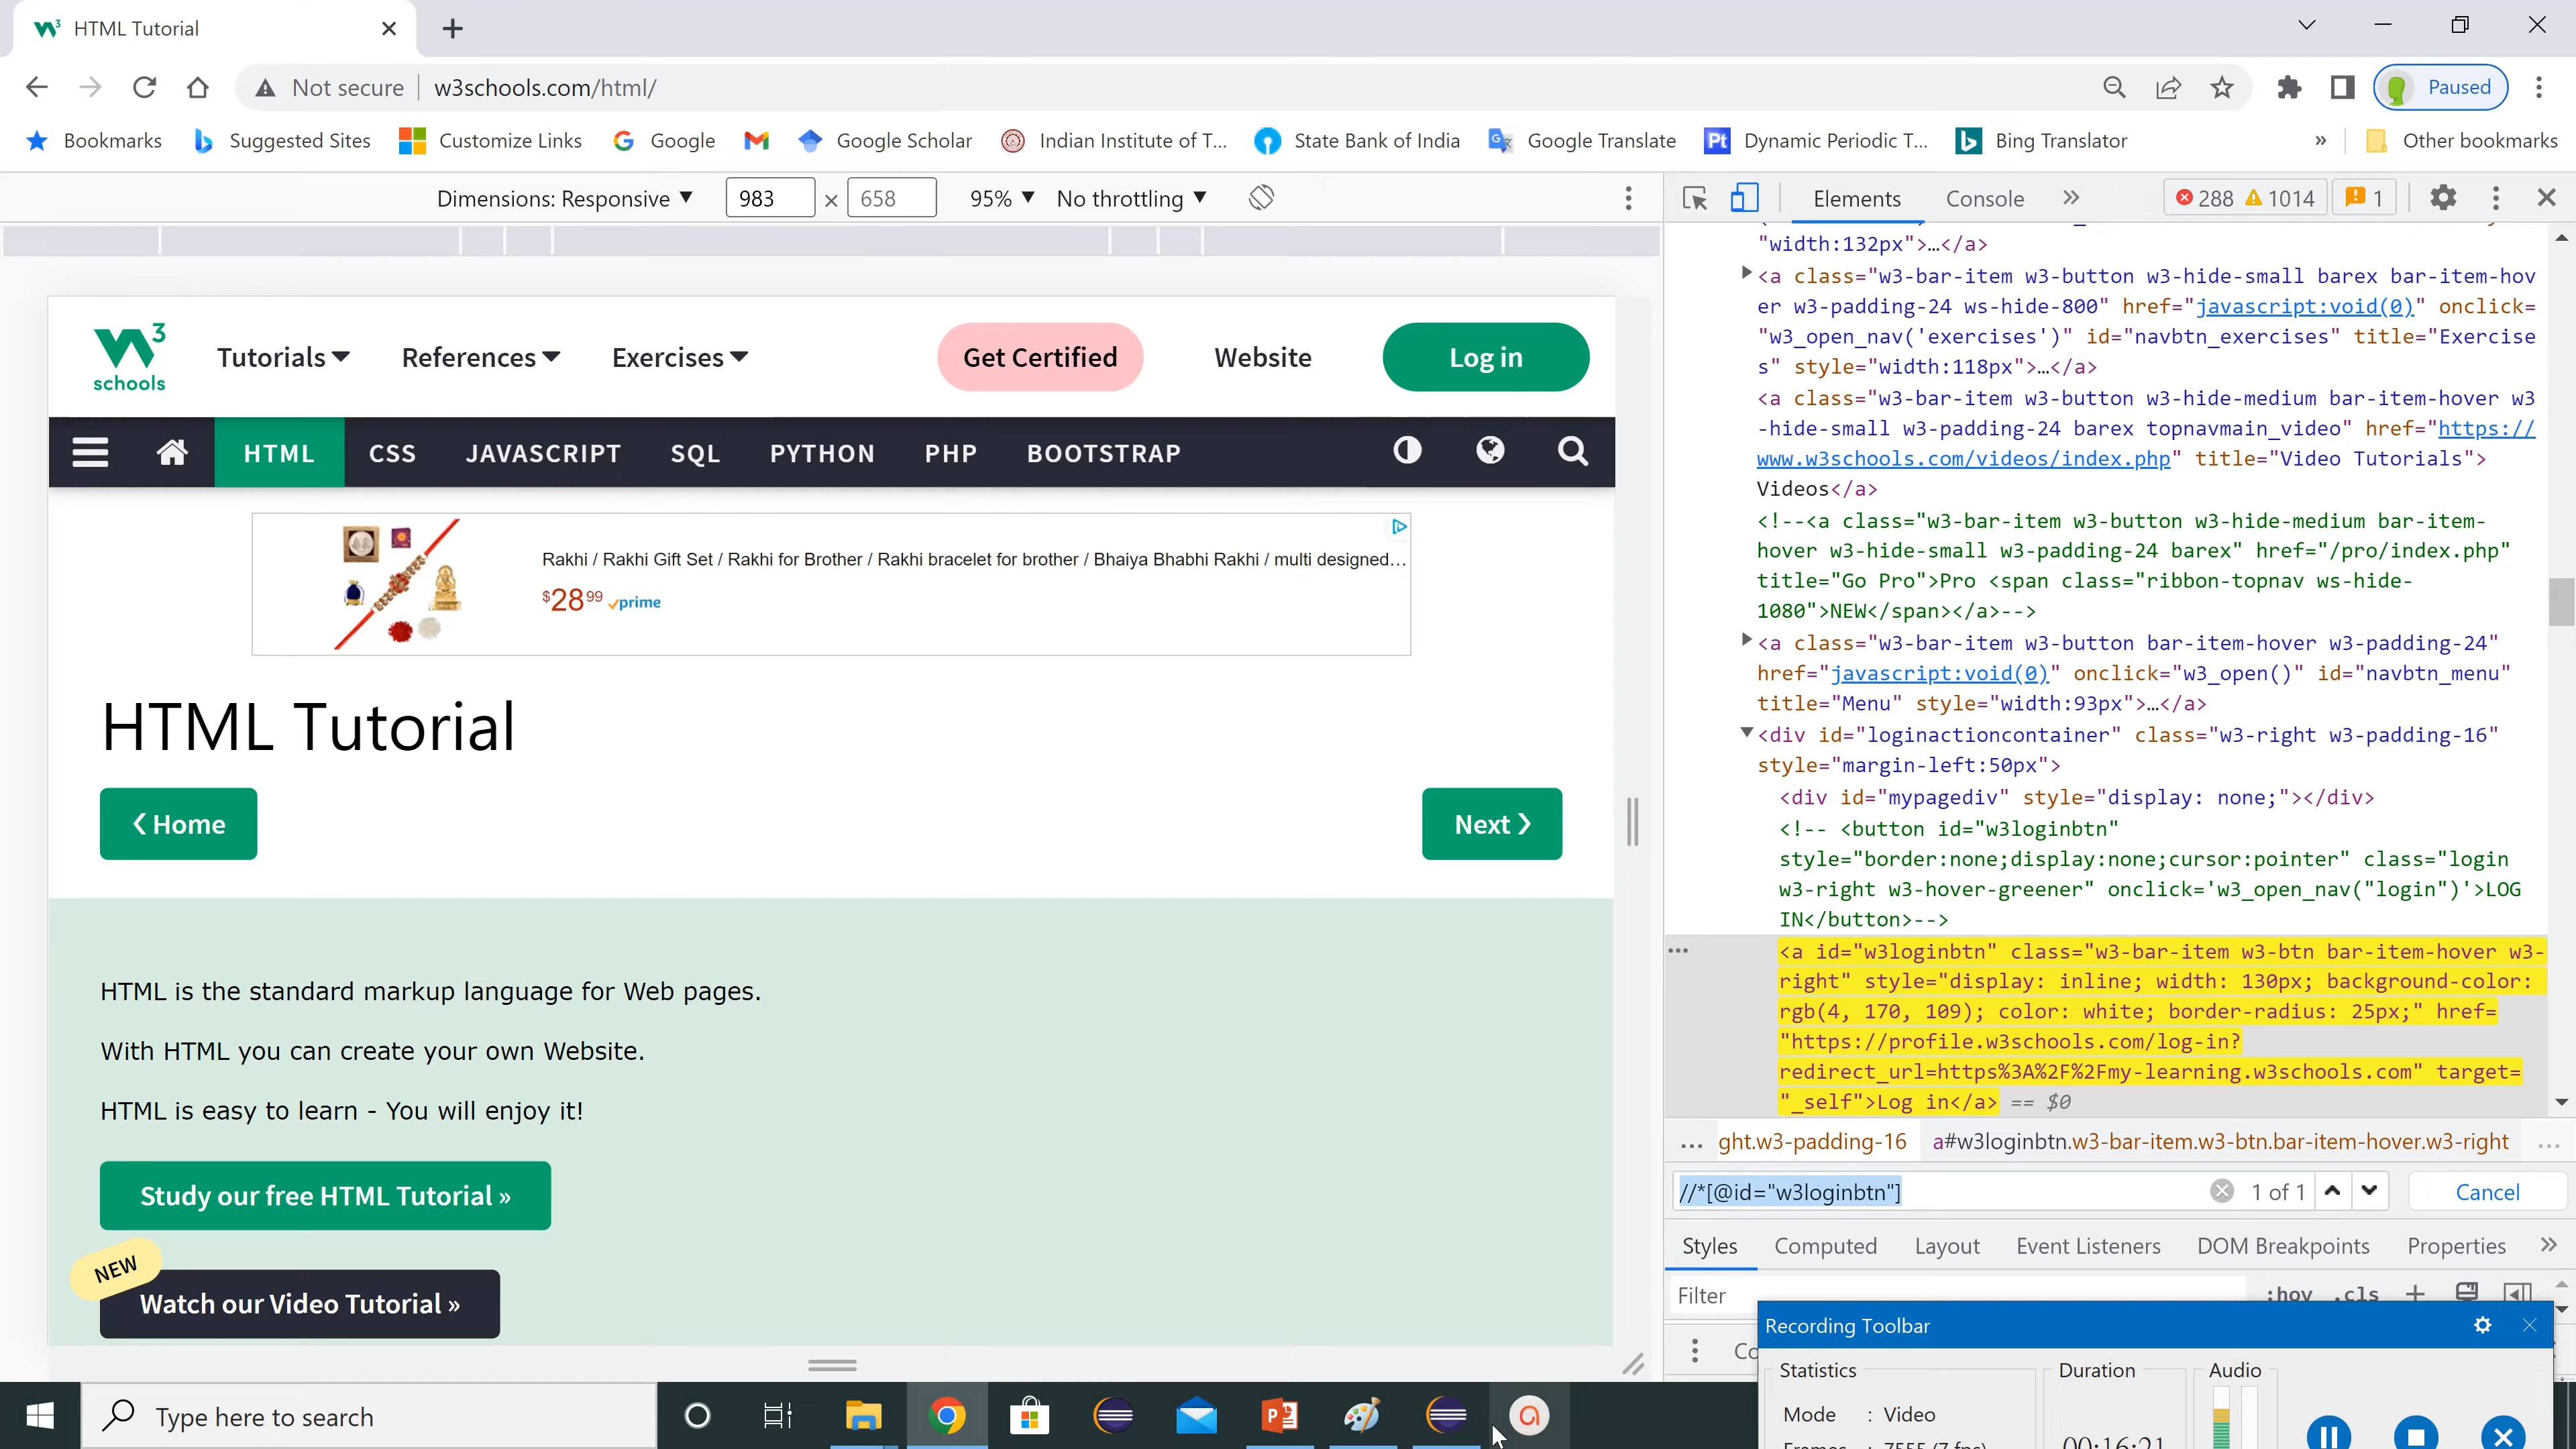 HTML Tutorial
Not secure
w3schools.com/html/
Paused
Bookmarks
Suggested Sites
Customize Links
Google
Google Scholar
Indian Institute of T...
State Bank of India
Google Translate
Pt
Dynamic Periodic T...
Bing Translator
»
Other bookmarks
Dimensions: Responsive
983
×
658
95%
No throttling
Elements
Console
»
288
1014
1
W3 schools
Tutorials
References
Exercises
Get Certified
Website
Log in
HTML
CSS
JAVASCRIPT
SQL
PYTHON
PHP
BOOTSTRAP
Rakhi / Rakhi Gift Set / Rakhi for Brother / Rakhi bracelet for brother / Bhaiya Bhabhi Rakhi / multi designed...
$28 99 prime
HTML Tutorial
❮ Home
Next ❯
HTML is the standard markup language for Web pages.
With HTML you can create your own Website.
HTML is easy to learn - You will enjoy it!
Study our free HTML Tutorial »
NEW
Watch our Video Tutorial »
"width:132px">…</a>
<a class="w3-bar-item w3-button w3-hide-small barex bar-item-hov
er w3-padding-24 ws-hide-800" href="javascript:void(0)" onclick=
"w3_open_nav('exercises')" id="navbtn_exercises" title="Exercise
s" style="width:118px">…</a>
<a class="w3-bar-item w3-button w3-hide-medium bar-item-hover w3
-hide-small w3-padding-24 barex topnavmain_video" href="https://
www.w3schools.com/videos/index.php" title="Video Tutorials">
Videos</a>
<!--<a class="w3-bar-item w3-button w3-hide-medium bar-item-
hover w3-hide-small w3-padding-24 barex" href="/pro/index.php"
title="Go Pro">Pro <span class="ribbon-topnav ws-hide-
1080">NEW</span></a>-->
<a class="w3-bar-item w3-button bar-item-hover w3-padding-24"
href="javascript:void(0)" onclick="w3_open()" id="navbtn_menu"
title="Menu" style="width:93px">…</a>
<div id="loginactioncontainer" class="w3-right w3-padding-16"
style="margin-left:50px">
<div id="mypagediv" style="display: none;"></div>
<!-- <button id="w3loginbtn"
style="border:none;display:none;cursor:pointer" class="login
w3-right w3-hover-greener" onclick='w3_open_nav("login")'>LOG
IN</button>-->
<a id="w3loginbtn" class="w3-bar-item w3-btn bar-item-hover w3-
right" style="display: inline; width: 130px; background-color:
rgb(4, 170, 109); color: white; border-radius: 25px;" href=
"https://profile.w3schools.com/log-in?
redirect_url=https%3A%2F%2Fmy-learning.w3schools.com" target=
"_self">Log in</a> == $0
... ght.w3-padding-16
a#w3loginbtn.w3-bar-item.w3-btn.bar-item-hover.w3-right
...
//*[@id="w3loginbtn"]
1 of 1
Cancel
Styles
Computed
Layout
Event Listeners
DOM Breakpoints
Properties
»
Filter
:hov
.cls
+
Co
Recording Toolbar
Statistics
Duration
Audio
Mode : Video
Frames : 7555 (7 fps)
00:16:21
Type here to search